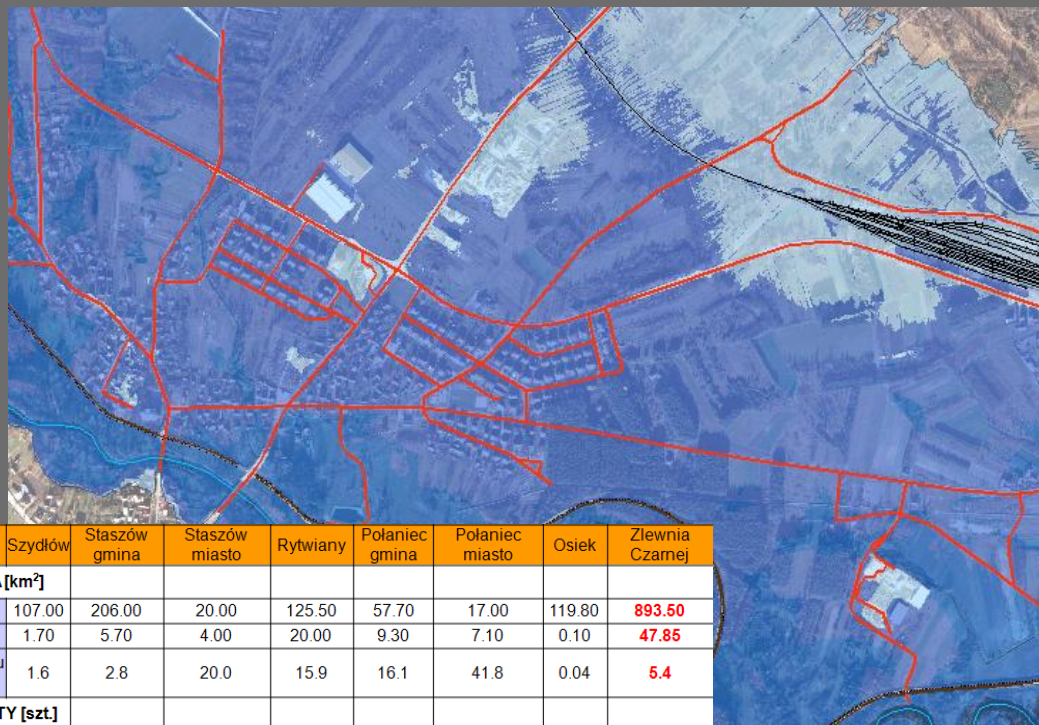 Szydłów Staszów gmina Staszów miasto Rytwiany Połaniec gmina Połaniec miasto Osiek Zlewnia Czarnej
[km²]
107.00 206.00 20.00 125.50 57.70 17.00 119.80 893.50
1.70 5.70 4.00 20.00 9.30 7.10 0.10 47.85
1.6 2.8 20.0 15.9 16.1 41.8 0.04 5.4
TY [szt.]